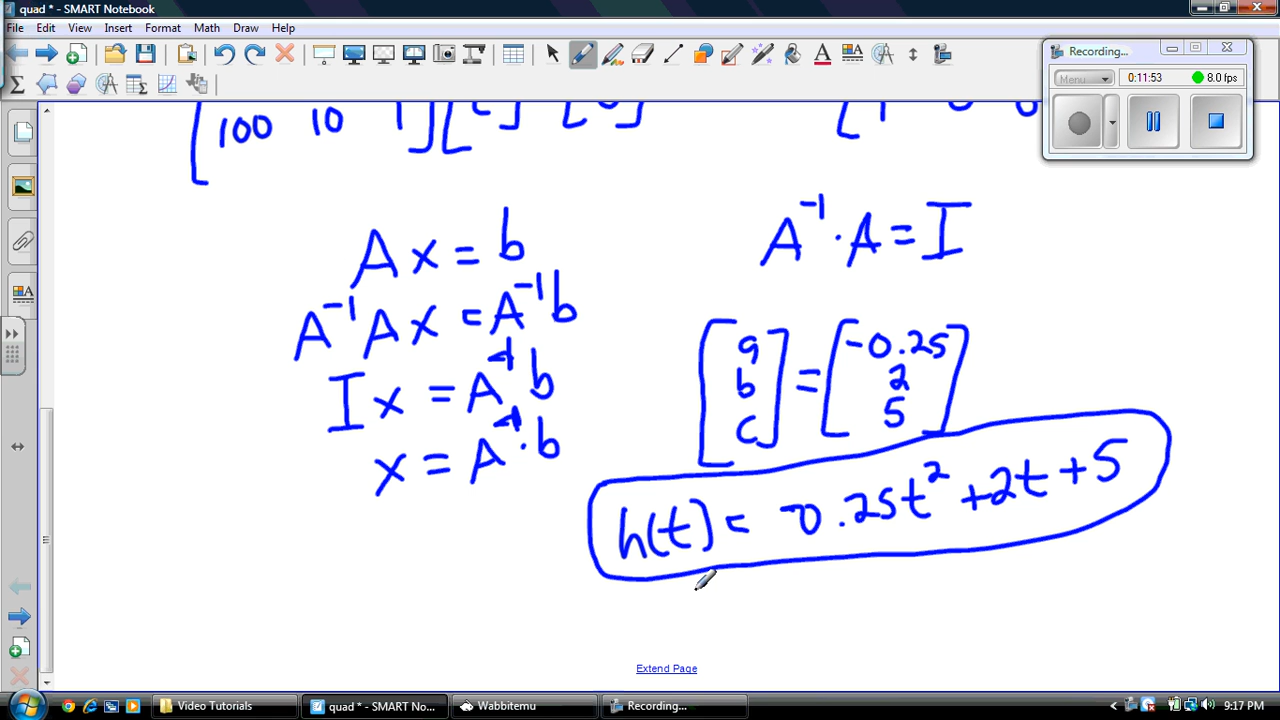 quad * - SMART Notebook
File Edit View Insert Format Math Draw Help
Recording...
Menu 0:11:53 8.0 fps
100 10 1
A⁻¹ · A = I
Ax = b
A⁻¹Ax = A⁻¹b
Ix = A⁻¹b
x = A⁻¹·b
a = -0.25
b 2
c 5
h(t) = -0.25t² + 2t + 5
Extend Page
Video Tutorials quad * - SMART No... Wabbitemu Recording... 9:17 PM